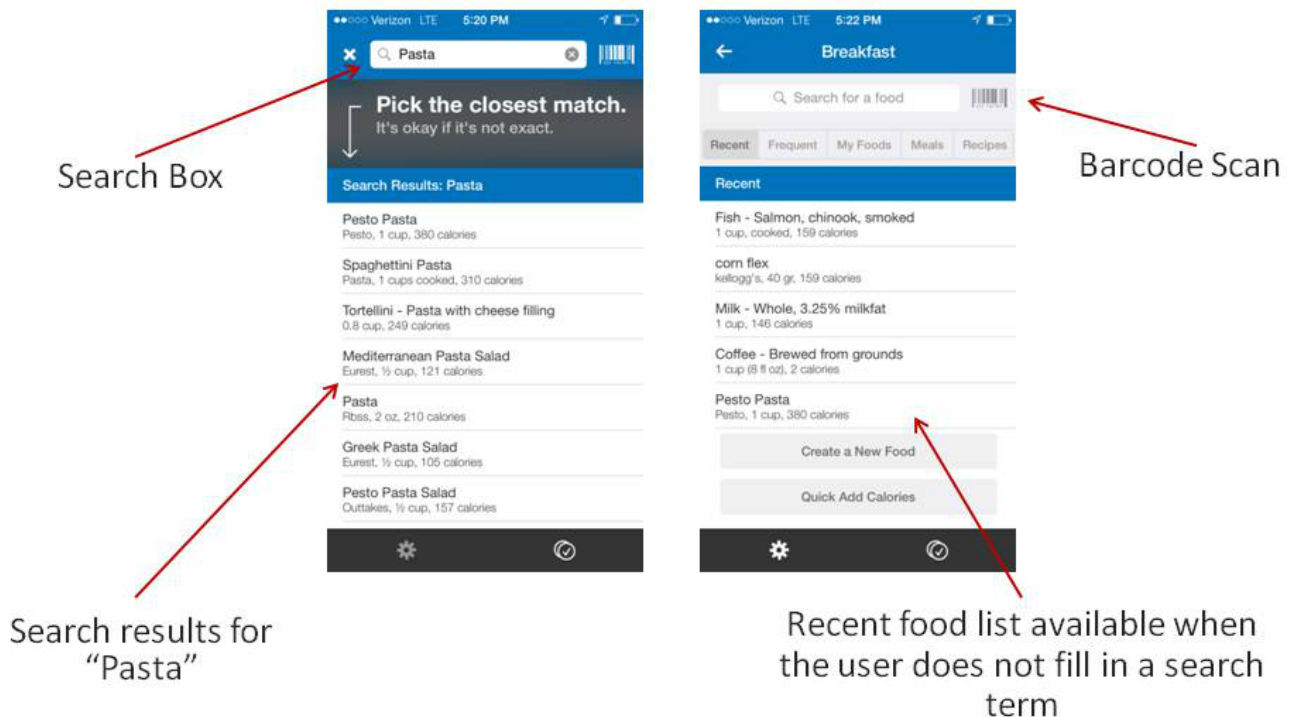 Verizon LTE 5:20 PM
Pasta
Pick the closest match.
It's okay if it's not exact.
Search Results: Pasta
Pesto Pasta
Pesto, 1 cup, 380 calories
Spaghettini Pasta
Pasta, 1 cups cooked, 310 calories
Tortellini - Pasta with cheese filling
0.8 cup, 249 calories
Mediterranean Pasta Salad
Eurest, ½ cup, 121 calories
Pasta
Rbss, 2 oz, 210 calories
Greek Pasta Salad
Eurest, ½ cup, 105 calories
Pesto Pasta Salad
Outtakes, ½ cup, 157 calories
Search Box
Search results for
“Pasta”
Verizon LTE 5:22 PM
Breakfast
Search for a food
Recent Frequent My Foods Meals Recipes
Recent
Fish - Salmon, chinook, smoked
1 cup, cooked, 159 calories
corn flex
kellogg's, 40 gr, 159 calories
Milk - Whole, 3.25% milkfat
1 cup, 146 calories
Coffee - Brewed from grounds
1 cup (8 fl oz), 2 calories
Pesto Pasta
Pesto, 1 cup, 380 calories
Create a New Food
Quick Add Calories
Barcode Scan
Recent food list available when
the user does not fill in a search
term